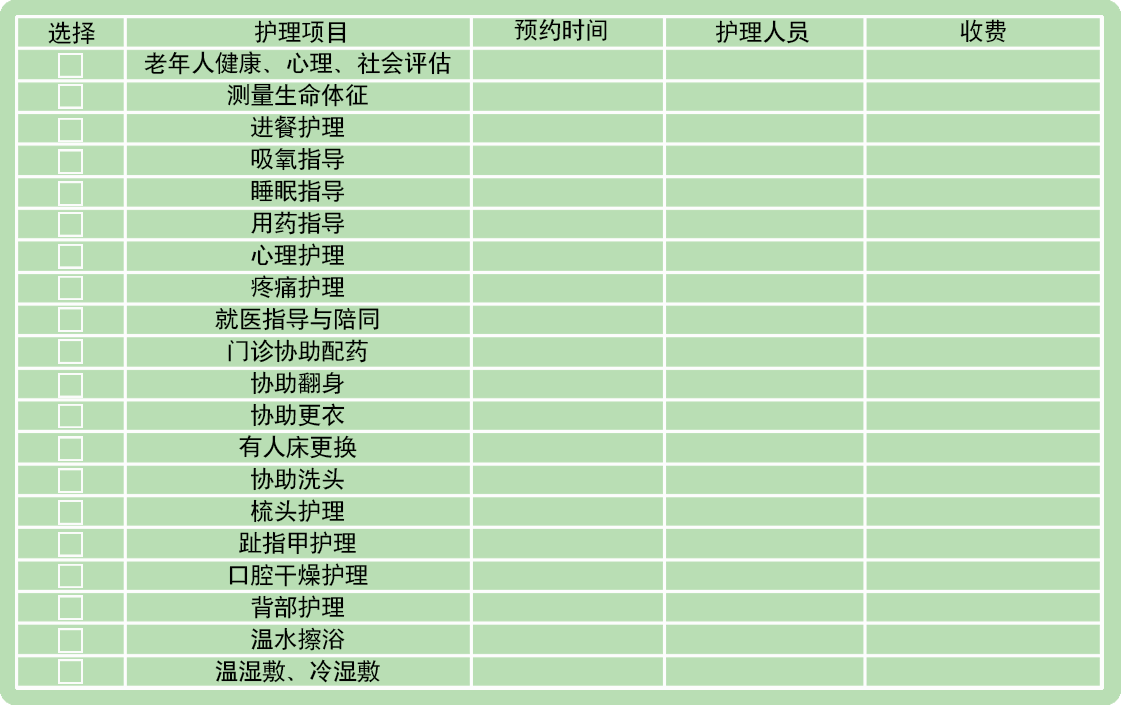 选择 护理项目 预约时间 护理人员 收费
老年人健康、心理、社会评估
测量生命体征
进餐护理
吸氧指导
睡眠指导
用药指导
心理护理
疼痛护理
就医指导与陪同
门诊协助配药
协助翻身
协助更衣
有人床更换
协助洗头
梳头护理
趾指甲护理
口腔干燥护理
背部护理
温水擦浴
温湿敷、冷湿敷